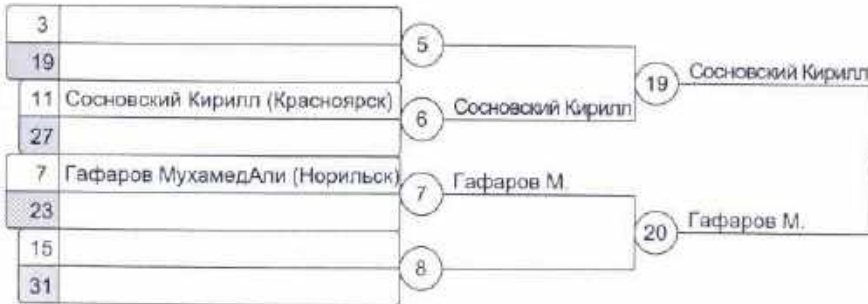 3
5
19
19 Сосновский Кирилл
11 Сосновский Кирилл (Красноярск)
6 Сосновский Кирилл
27
7 Гафаров МухамедАли (Норильск)
7 Гафаров М.
23
20 Гафаров М.
15
8
31